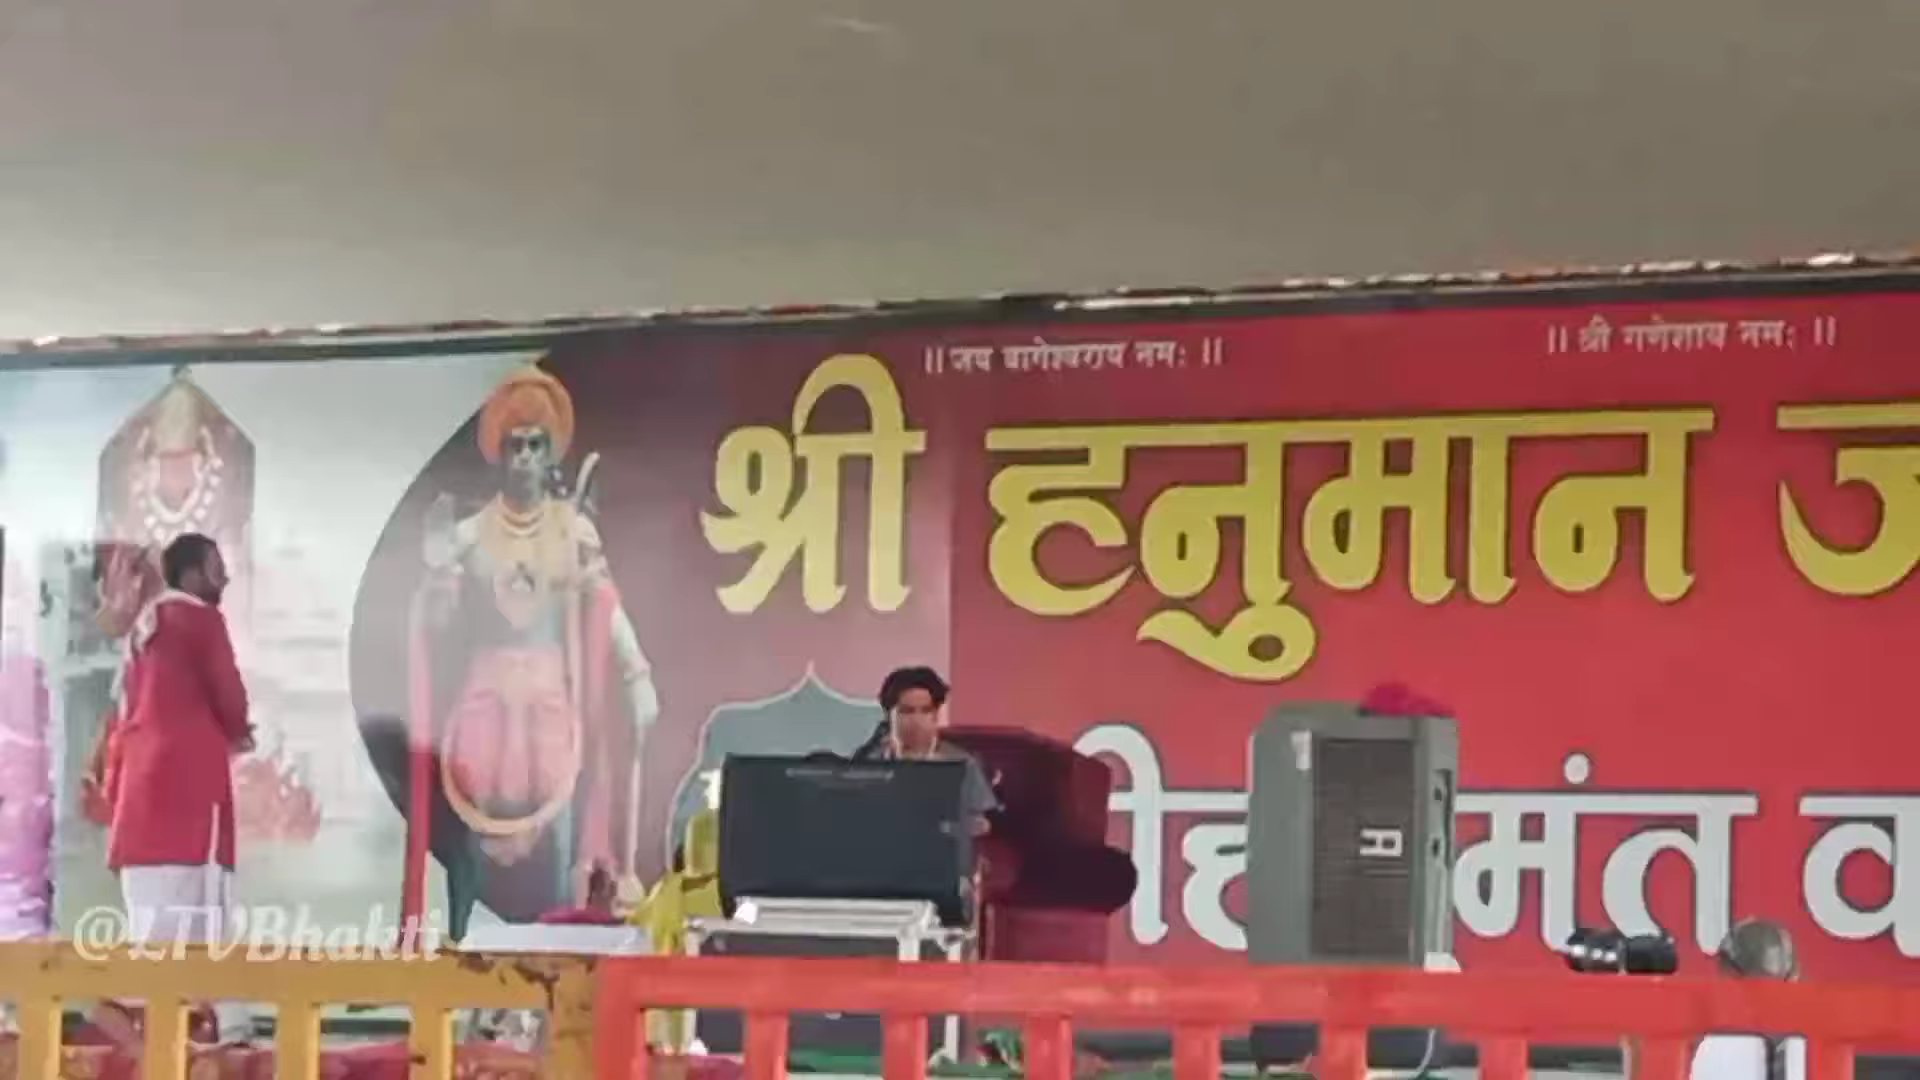 ॥ जय बागेश्वराय नमः ॥
॥ श्री गणेशाय नमः ॥
श्री हनुमान ज
मंत
@LTVBhakti